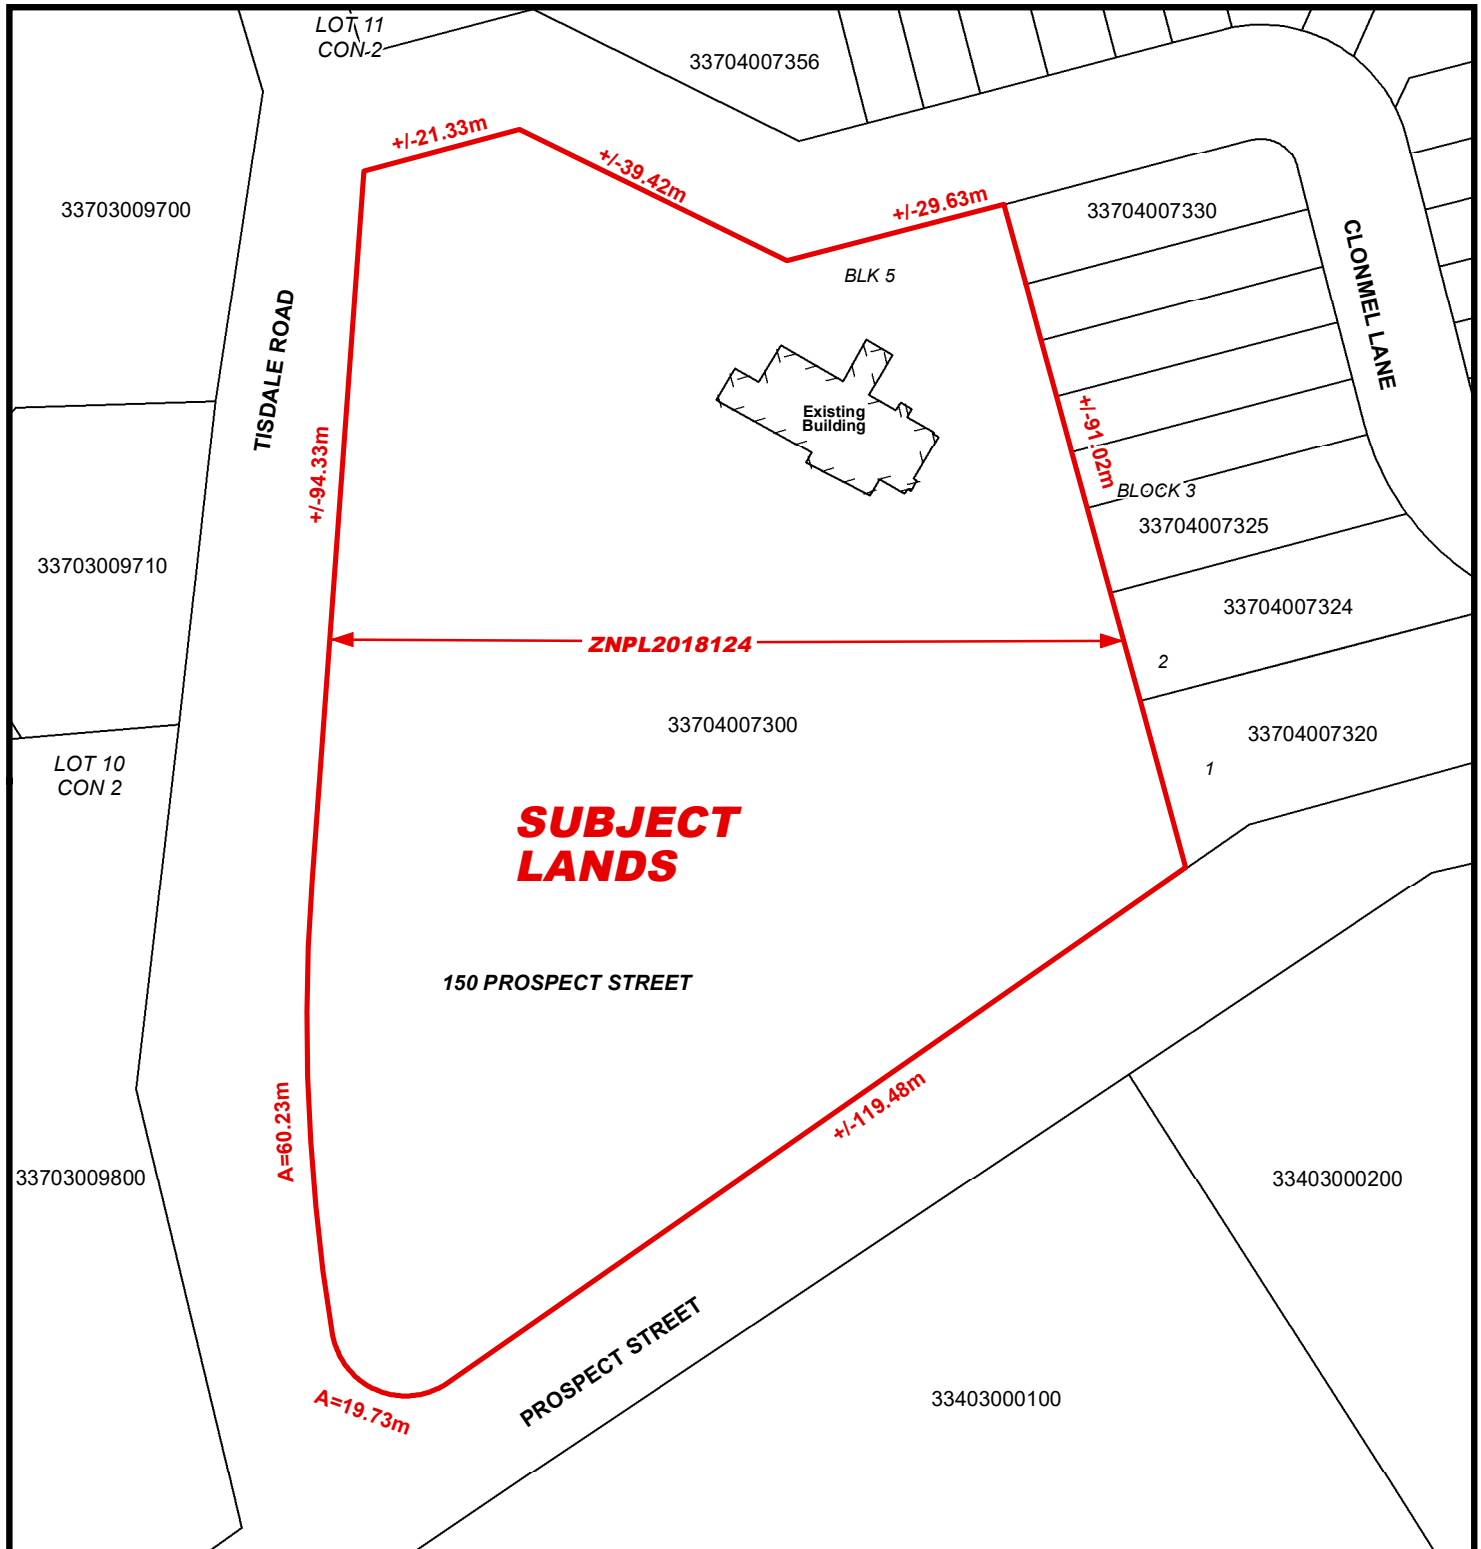 LOT 11
CON 2
33704007356
+/-21.33m
+/-39.42m
+/-29.63m
33703009700
33704007330
CLONMEL LANE
BLK 5
TISDALE ROAD
Existing
Building
+/-94.33m
+/-91.02m
BLOCK 3
33704007325
33703009710
33704007324
ZNPL2018124
2
33704007300
33704007320
LOT 10
CON 2
1
SUBJECT
LANDS
150 PROSPECT STREET
+/-119.48m
A=60.23m
33703009800
33403000200
PROSPECT STREET
A=19.73m
33403000100